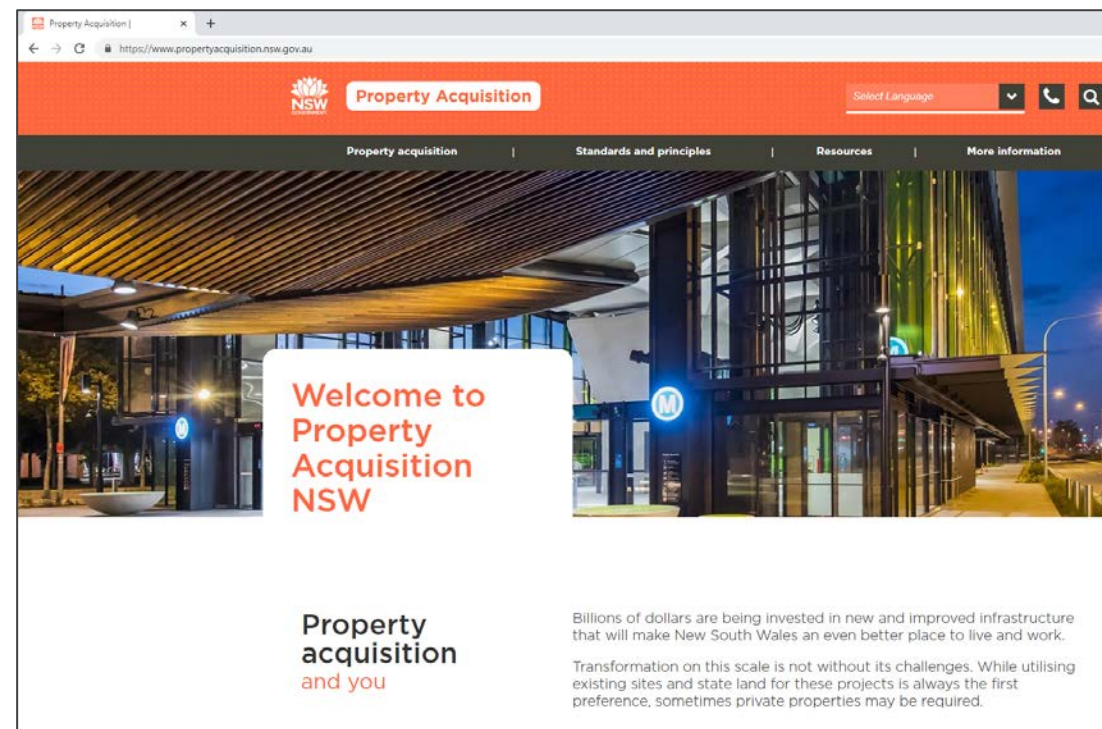 Property Acquisition |
https://www.propertyacquisition.nsw.gov.au
NSW
GOVERNMENT
Property Acquisition
Select Language
Property acquisition | Standards and principles | Resources | More information
M
M
Welcome to
Property
Acquisition
NSW
Property
acquisition
and you
Billions of dollars are being invested in new and improved infrastructure
that will make New South Wales an even better place to live and work.
Transformation on this scale is not without its challenges. While utilising
existing sites and state land for these projects is always the first
preference, sometimes private properties may be required.